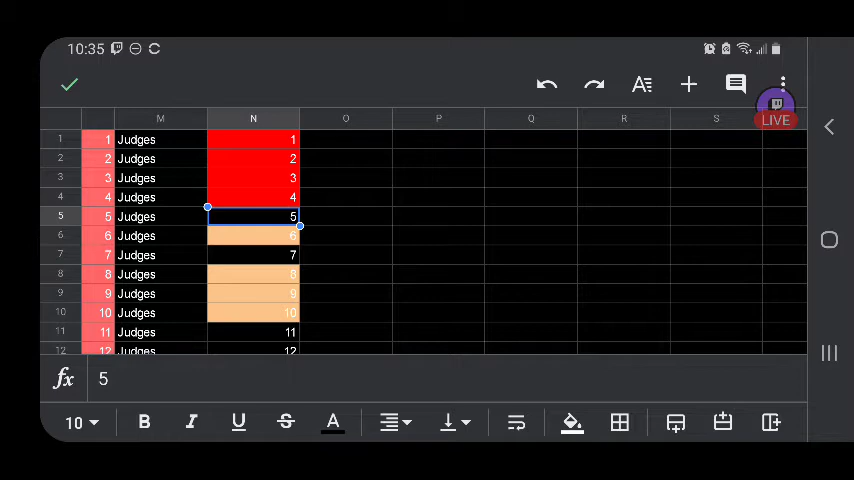 10:35
LIVE
M N O P Q R S
1 1 Judges 1
2 2 Judges 2
3 3 Judges 3
4 4 Judges 4
5 5 Judges 5
6 6 Judges 6
7 7 Judges 7
8 8 Judges 8
9 9 Judges 9
10 10 Judges 10
11 11 Judges 11
12 12 Judges 12
fx 5
10 B I U S A